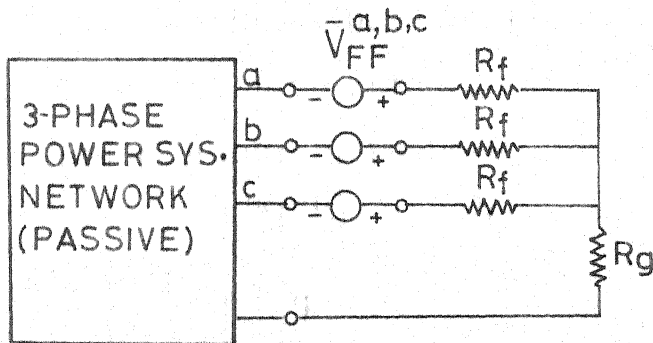 V̄FF a,b,c
a
Rf
3-PHASE
b
Rf
POWER SYS.
NETWORK
c
Rf
(PASSIVE)
Rg